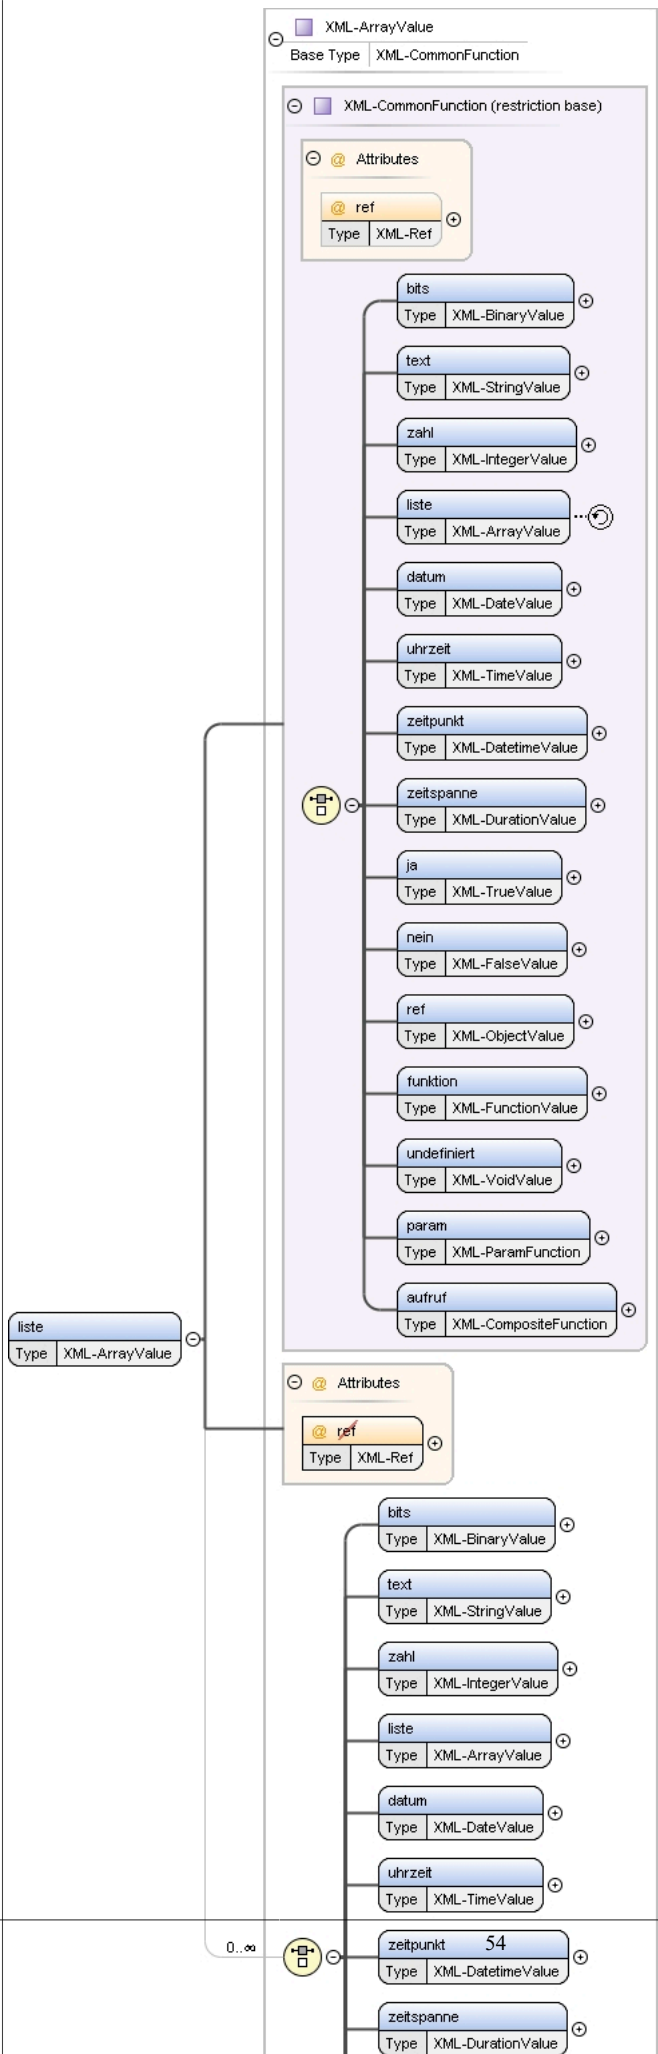 XML-ArrayValue
Base Type XML-CommonFunction
XML-CommonFunction (restriction base)
@ Attributes
@ ref
Type XML-Ref
bits
Type XML-BinaryValue
text
Type XML-StringValue
zahl
Type XML-IntegerValue
liste
Type XML-ArrayValue
datum
Type XML-DateValue
uhrzeit
Type XML-TimeValue
zeitpunkt
Type XML-DatetimeValue
zeitspanne
Type XML-DurationValue
ja
Type XML-TrueValue
nein
Type XML-FalseValue
ref
Type XML-ObjectValue
funktion
Type XML-FunctionValue
undefiniert
Type XML-VoidValue
param
Type XML-ParamFunction
aufruf
Type XML-CompositeFunction
liste
Type XML-ArrayValue
@ Attributes
@ ref
Type XML-Ref
bits
Type XML-BinaryValue
text
Type XML-StringValue
zahl
Type XML-IntegerValue
liste
Type XML-ArrayValue
datum
Type XML-DateValue
uhrzeit
Type XML-TimeValue
0..∞
zeitpunkt 54
Type XML-DatetimeValue
zeitspanne
Type XML-DurationValue